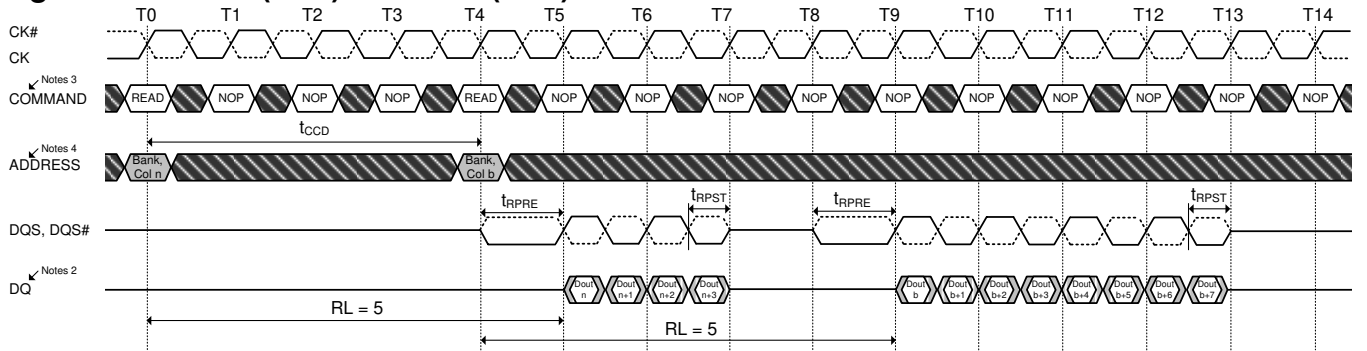 T0 T1 T2 T3 T4 T5 T6 T7 T8 T9 T10 T11 T12 T13 T14
CK#
CK
Notes 3
COMMAND READ NOP NOP NOP READ NOP NOP NOP NOP NOP NOP NOP NOP NOP NOP
tCCD
Notes 4
ADDRESS Bank, Col n Bank, Col b
tRPRE tRPST tRPRE tRPST
DQS, DQS#
Notes 2
DQ Dout n Dout n+1 Dout n+2 Dout n+3 Dout b Dout b+1 Dout b+2 Dout b+3 Dout b+4 Dout b+5 Dout b+6 Dout b+7
RL = 5
RL = 5